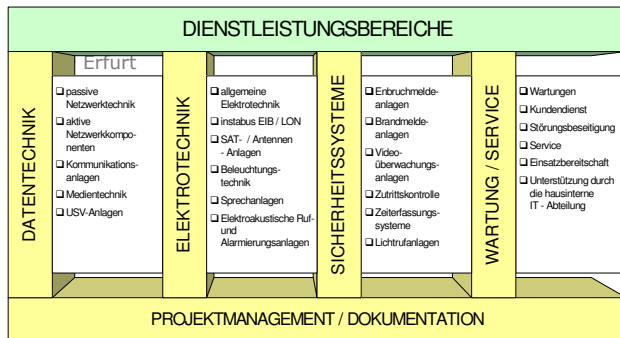 DIENSTLEISTUNGSBEREICHE
Erfurt
DATENTECHNIK
❑ passive
Netzwerktechnik
❑ aktive
Netzwerkkompo-
nenten
❑ Kommunikations-
anlagen
❑ Medientechnik
❑ USV-Anlagen
ELEKTROTECHNIK
❑ allgemeine
Elektrotechnik
❑ instabus EIB / LON
❑ SAT- / Antennen
- Anlagen
❑ Beleuchtungs-
technik
❑ Sprechanlagen
❑ Elektroakustische Ruf-
und
Alarmierungsanlagen
SICHERHEITSSYSTEME
❑ Enbruchmelde-
anlagen
❑ Brandmelde-
anlagen
❑ Video-
überwachungs-
anlagen
❑ Zutrittskontrolle
❑ Zeiterfassungs-
systeme
❑ Lichtrufanlagen
WARTUNG / SERVICE
❑ Wartungen
❑ Kundendienst
❑ Störungsbeseitigung
❑ Service
❑ Einsatzbereitschaft
❑ Unterstützung durch
die hausinterne
IT - Abteilung
PROJEKTMANAGEMENT / DOKUMENTATION